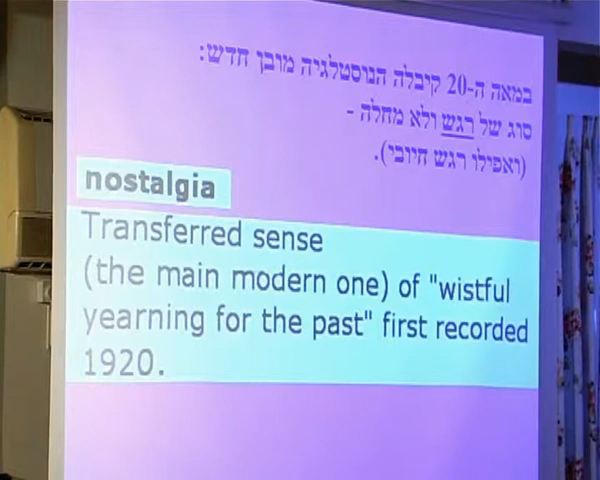 במאה ה-20 קיבלה הנוסטלגיה מובן חדש:
סוג של רגש ולא מחלה -
(ואפילו רגש חיובי).
nostalgia
Transferred sense
(the main modern one) of "wistful
yearning for the past" first recorded
1920.